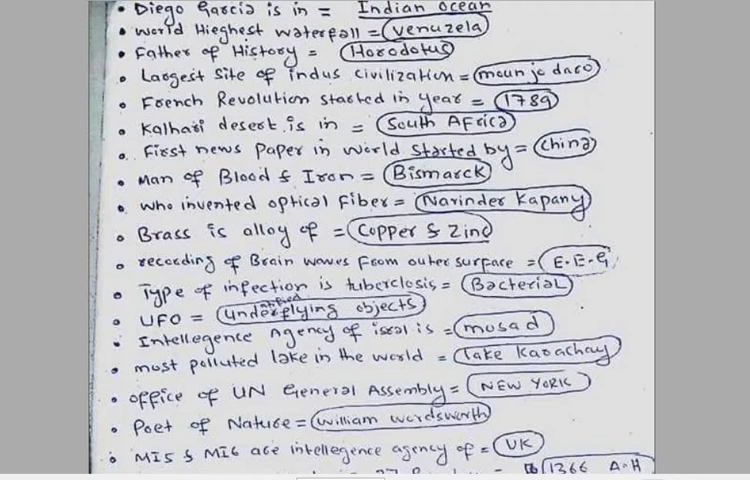 • Diego Garcia is in = Indian Ocean
• World Hieghest waterfall = Venuzela
• Father of History = Horodotus
• Largest Site of indus civilization = mounjo daro
• French Revolution started in year = 1789
• Kalhari desert is in = South Africa
• First news Paper in World Started by = China
• Man of Blood & Iron = Bismarck
• who invented optical Fiber = Narinder Kapany
• Brass is alloy of = Copper & Zinc
• recording of Brain waves From outer surface = E.E.G
• Type of infection is tuberclosis = Bacterial
• UFO = underflying objects
• Intellegence Agency of isral is = mosad
• most polluted lake in the world = Lake Karachay
• office of UN General Assembly = NEW YORK
• Poet of Nature = William Wordsworth
• MI5 & MI6 are intellegence agency of = UK
1366 A.H